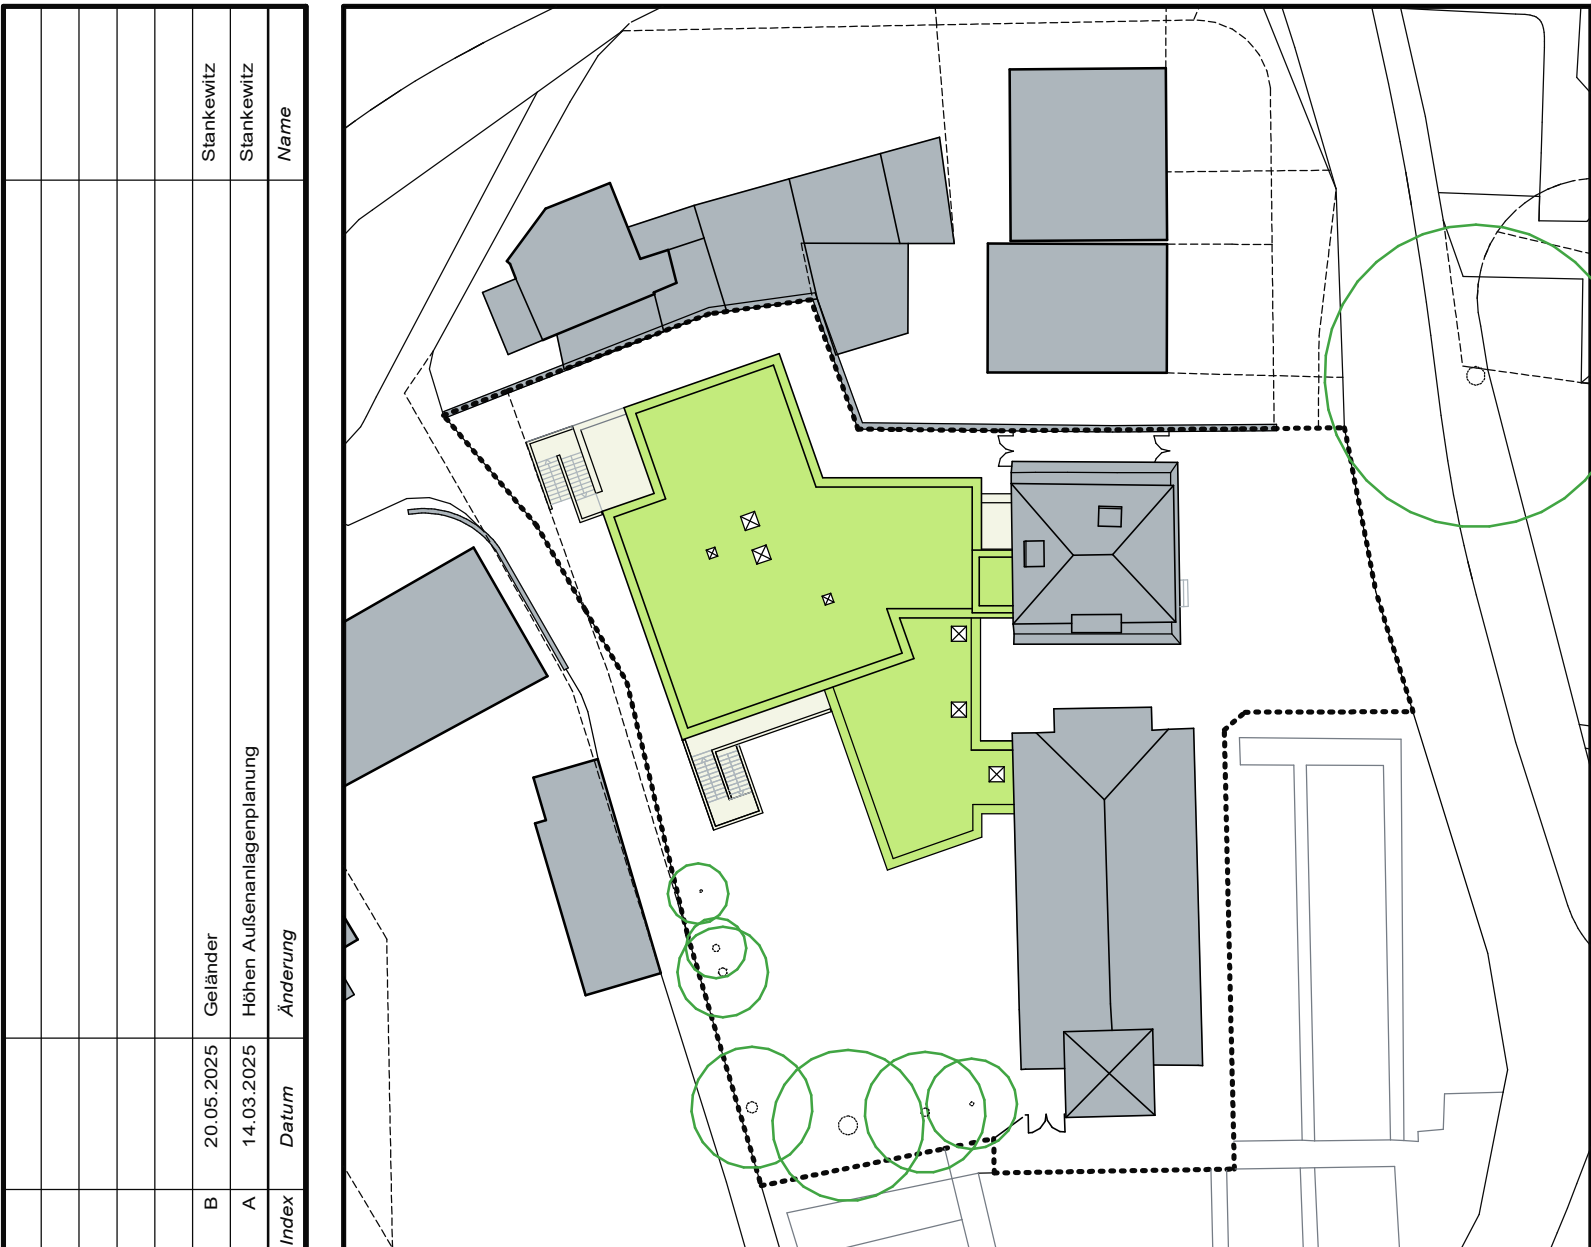 B 20.05.2025 Geländer Stankewitz
A 14.03.2025 Höhen Außenanlagenplanung Stankewitz
Index Datum Änderung Name